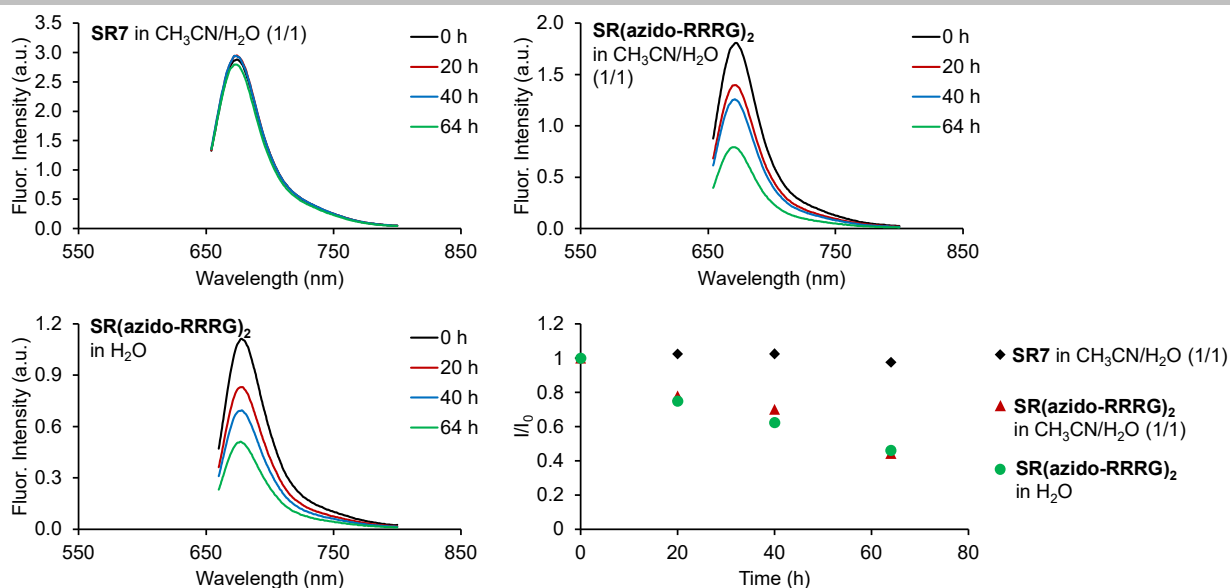 SR7 in CH₃CN/H₂O (1/1)
Fluor. Intensity (a.u.)
3.5
3.0
2.5
2.0
1.5
1.0
0.5
0.0
0 h
20 h
40 h
64 h
550
650
750
850
Wavelength (nm)
SR(azido-RRRG)₂
in CH₃CN/H₂O
(1/1)
Fluor. Intensity (a.u.)
2.0
1.5
1.0
0.5
0.0
0 h
20 h
40 h
64 h
550
650
750
850
Wavelength (nm)
SR(azido-RRRG)₂
in H₂O
Fluor. Intensity (a.u.)
1.2
0.9
0.6
0.3
0.0
0 h
20 h
40 h
64 h
550
650
750
850
Wavelength (nm)
I/I₀
1.2
1
0.8
0.6
0.4
0.2
0
0
20
40
60
80
Time (h)
SR7 in CH₃CN/H₂O (1/1)
SR(azido-RRRG)₂
in CH₃CN/H₂O (1/1)
SR(azido-RRRG)₂
in H₂O